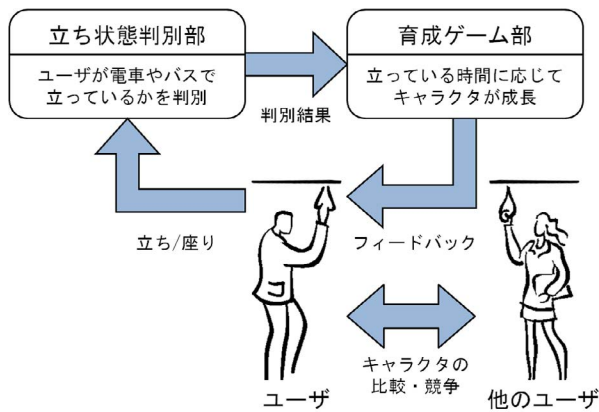 立ち状態判別部
ユーザが電車やバスで
立っているかを判別
判別結果
育成ゲーム部
立っている時間に応じて
キャラクタが成長
立ち/座り
フィードバック
キャラクタの
比較・競争
ユーザ
他のユーザ